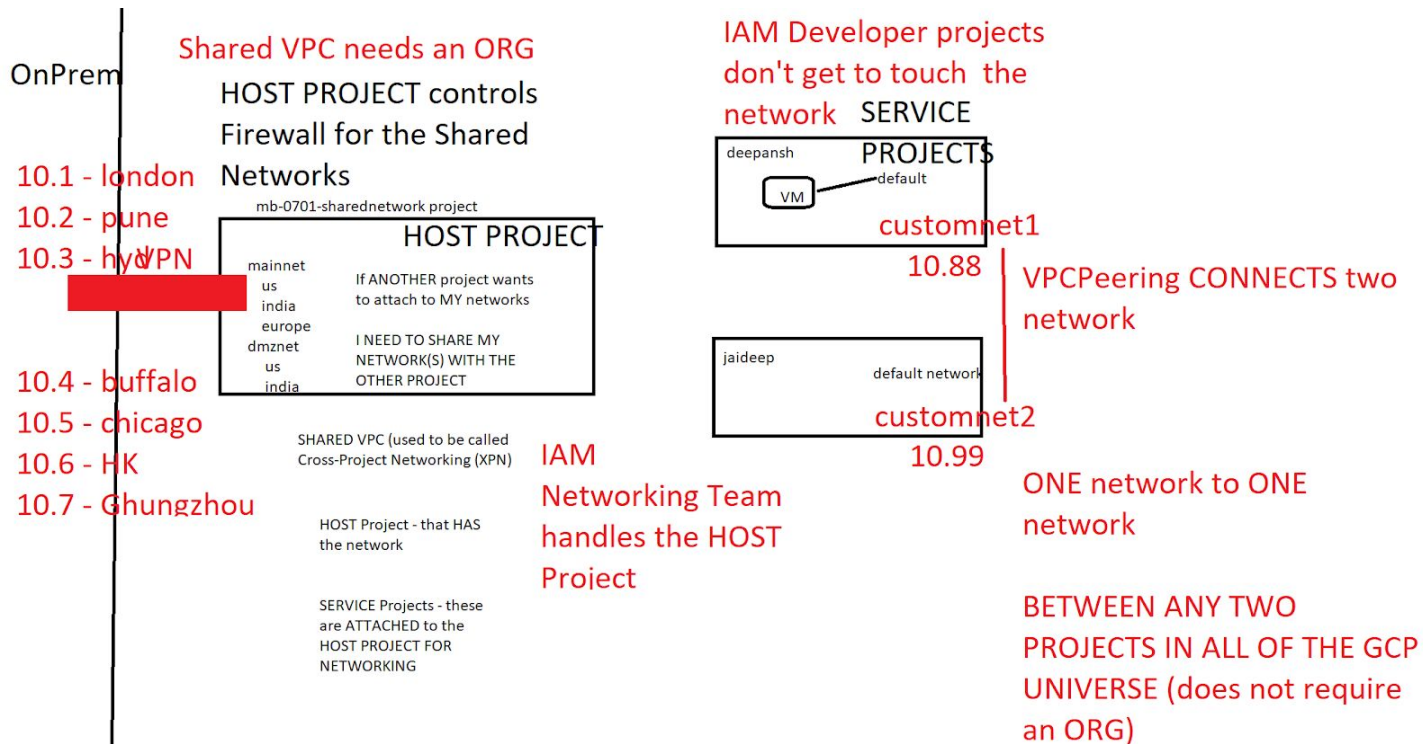 OnPrem
10.1 - london
10.2 - pune
10.3 - hyd
VPN
10.4 - buffalo
10.5 - chicago
10.6 - HK
10.7 - Ghungzhou
Shared VPC needs an ORG
HOST PROJECT controls
Firewall for the Shared
Networks
mb-0701-sharednetwork project
HOST PROJECT
mainnet
us
india
europe
dmznet
us
india
If ANOTHER project wants
to attach to MY networks
I NEED TO SHARE MY
NETWORK(S) WITH THE
OTHER PROJECT
SHARED VPC (used to be called
Cross-Project Networking (XPN)
HOST Project - that HAS
the network
SERVICE Projects - these
are ATTACHED to the
HOST PROJECT FOR
NETWORKING
IAM
Networking Team
handles the HOST
Project
IAM Developer projects
don't get to touch the
network
SERVICE
PROJECTS
deepansh
VM
default
customnet1
10.88
jaideep
default network
customnet2
10.99
VPCPeering CONNECTS two
network
ONE network to ONE
network
BETWEEN ANY TWO
PROJECTS IN ALL OF THE GCP
UNIVERSE (does not require
an ORG)